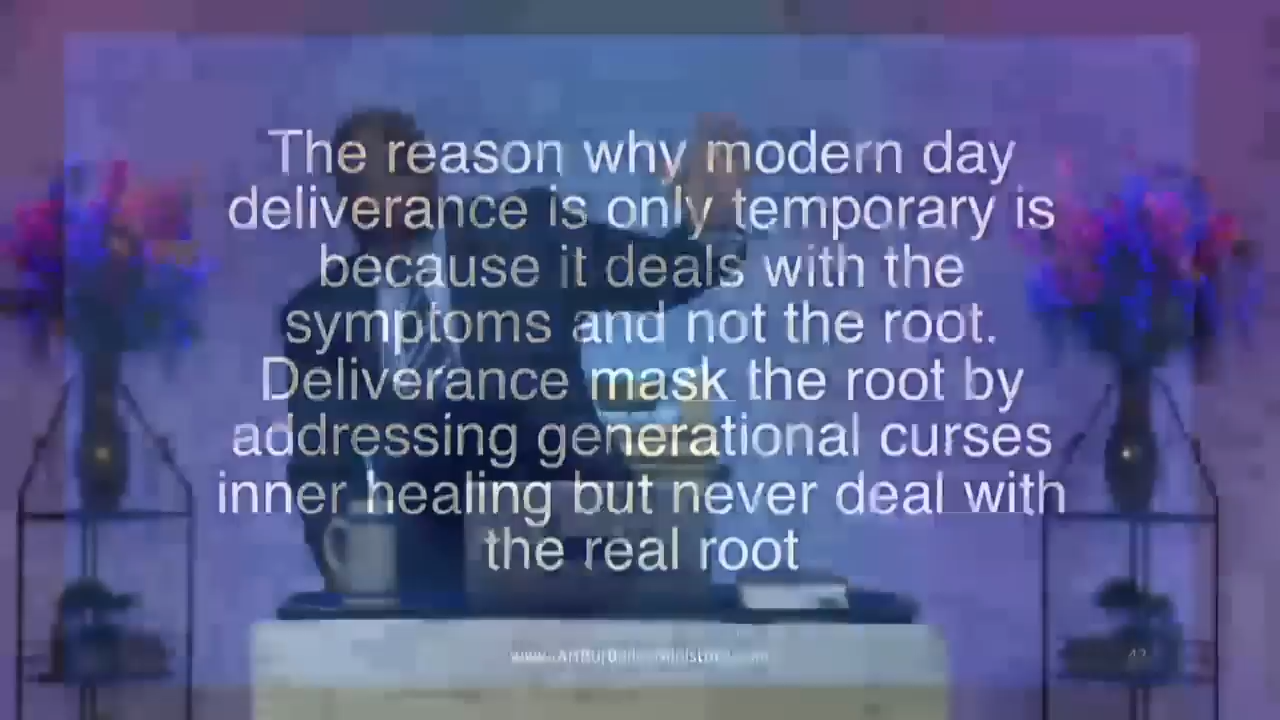 The reason why modern day
deliverance is only temporary is
because it deals with the
symptoms and not the root.
Deliverance mask the root by
addressing generational curses
inner healing but never deal with
the real root
42